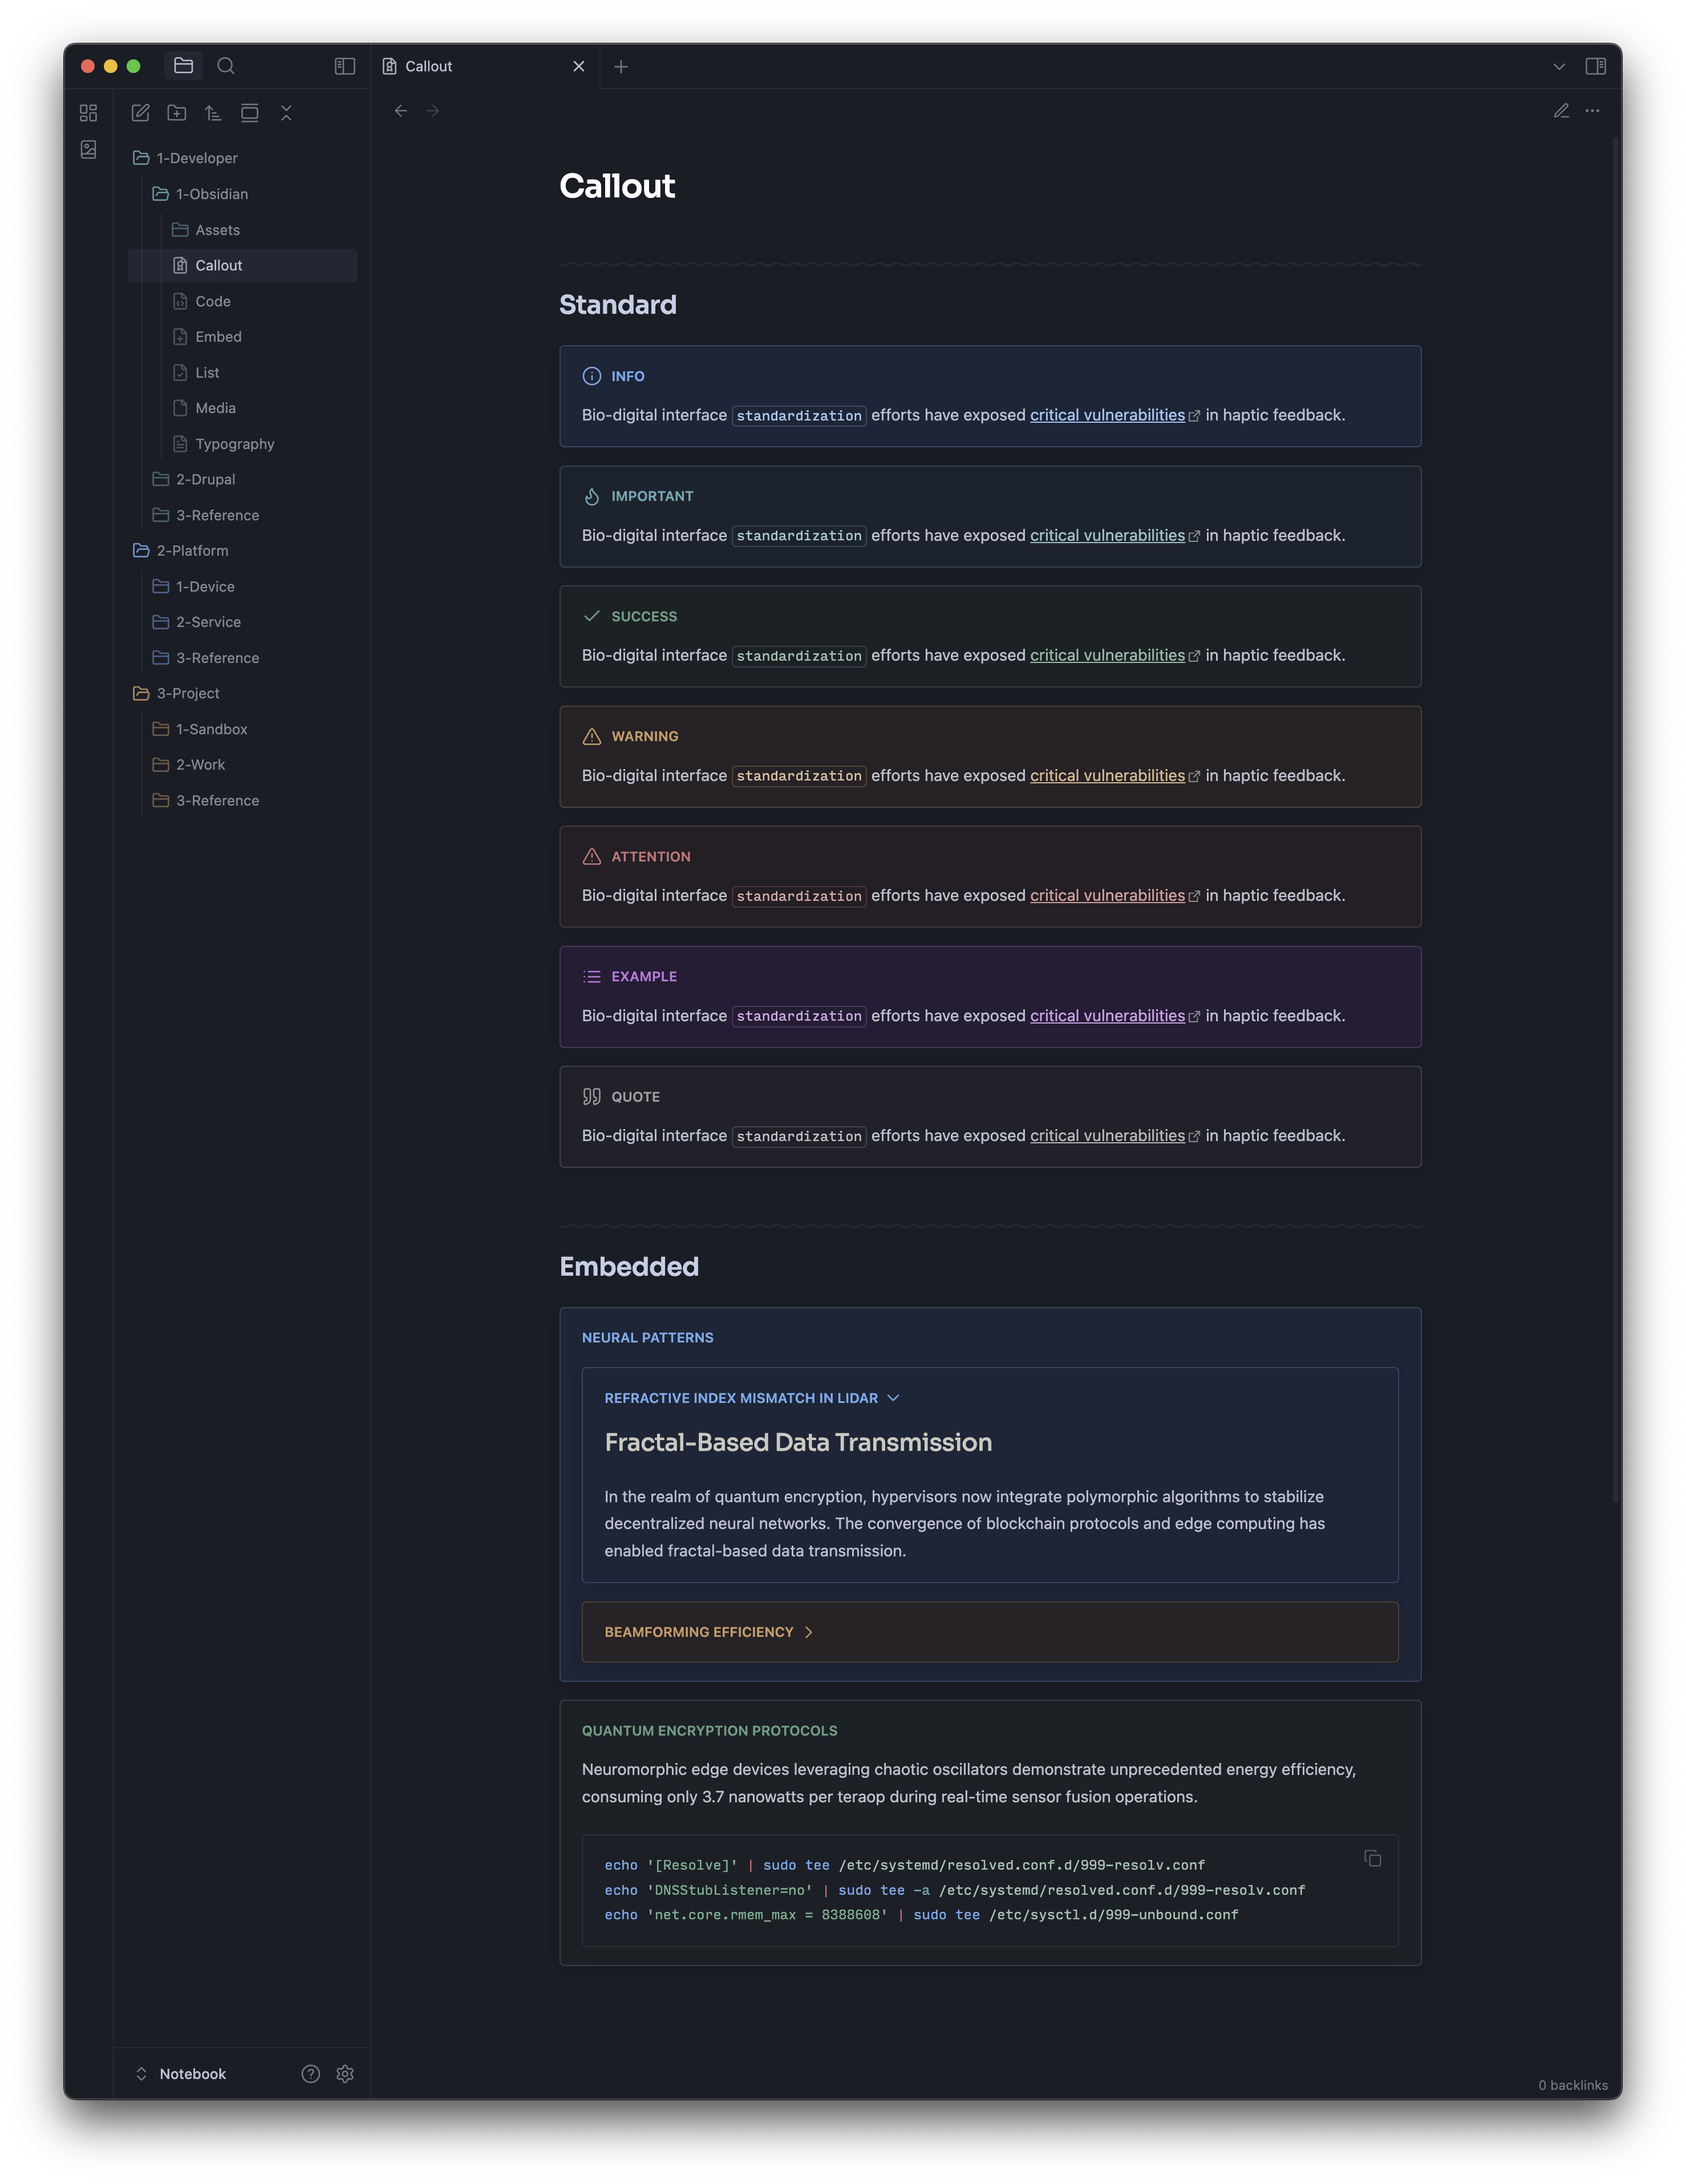 Callout
1-Developer
1-Obsidian
Assets
Callout
Code
Embed
List
Media
Typography
2-Drupal
3-Reference
2-Platform
1-Device
2-Service
3-Reference
3-Project
1-Sandbox
2-Work
3-Reference
Notebook
Callout
Standard
INFO
Bio-digital interface standardization efforts have exposed critical vulnerabilities in haptic feedback.
IMPORTANT
Bio-digital interface standardization efforts have exposed critical vulnerabilities in haptic feedback.
SUCCESS
Bio-digital interface standardization efforts have exposed critical vulnerabilities in haptic feedback.
WARNING
Bio-digital interface standardization efforts have exposed critical vulnerabilities in haptic feedback.
ATTENTION
Bio-digital interface standardization efforts have exposed critical vulnerabilities in haptic feedback.
EXAMPLE
Bio-digital interface standardization efforts have exposed critical vulnerabilities in haptic feedback.
QUOTE
Bio-digital interface standardization efforts have exposed critical vulnerabilities in haptic feedback.
Embedded
NEURAL PATTERNS
REFRACTIVE INDEX MISMATCH IN LIDAR
Fractal-Based Data Transmission
In the realm of quantum encryption, hypervisors now integrate polymorphic algorithms to stabilize
decentralized neural networks. The convergence of blockchain protocols and edge computing has
enabled fractal-based data transmission.
BEAMFORMING EFFICIENCY
QUANTUM ENCRYPTION PROTOCOLS
Neuromorphic edge devices leveraging chaotic oscillators demonstrate unprecedented energy efficiency,
consuming only 3.7 nanowatts per teraop during real-time sensor fusion operations.
echo '[Resolve]' | sudo tee /etc/systemd/resolved.conf.d/999-resolv.conf
echo 'DNSStubListener=no' | sudo tee -a /etc/systemd/resolved.conf.d/999-resolv.conf
echo 'net.core.rmem_max = 8388608' | sudo tee /etc/sysctl.d/999-unbound.conf
0 backlinks